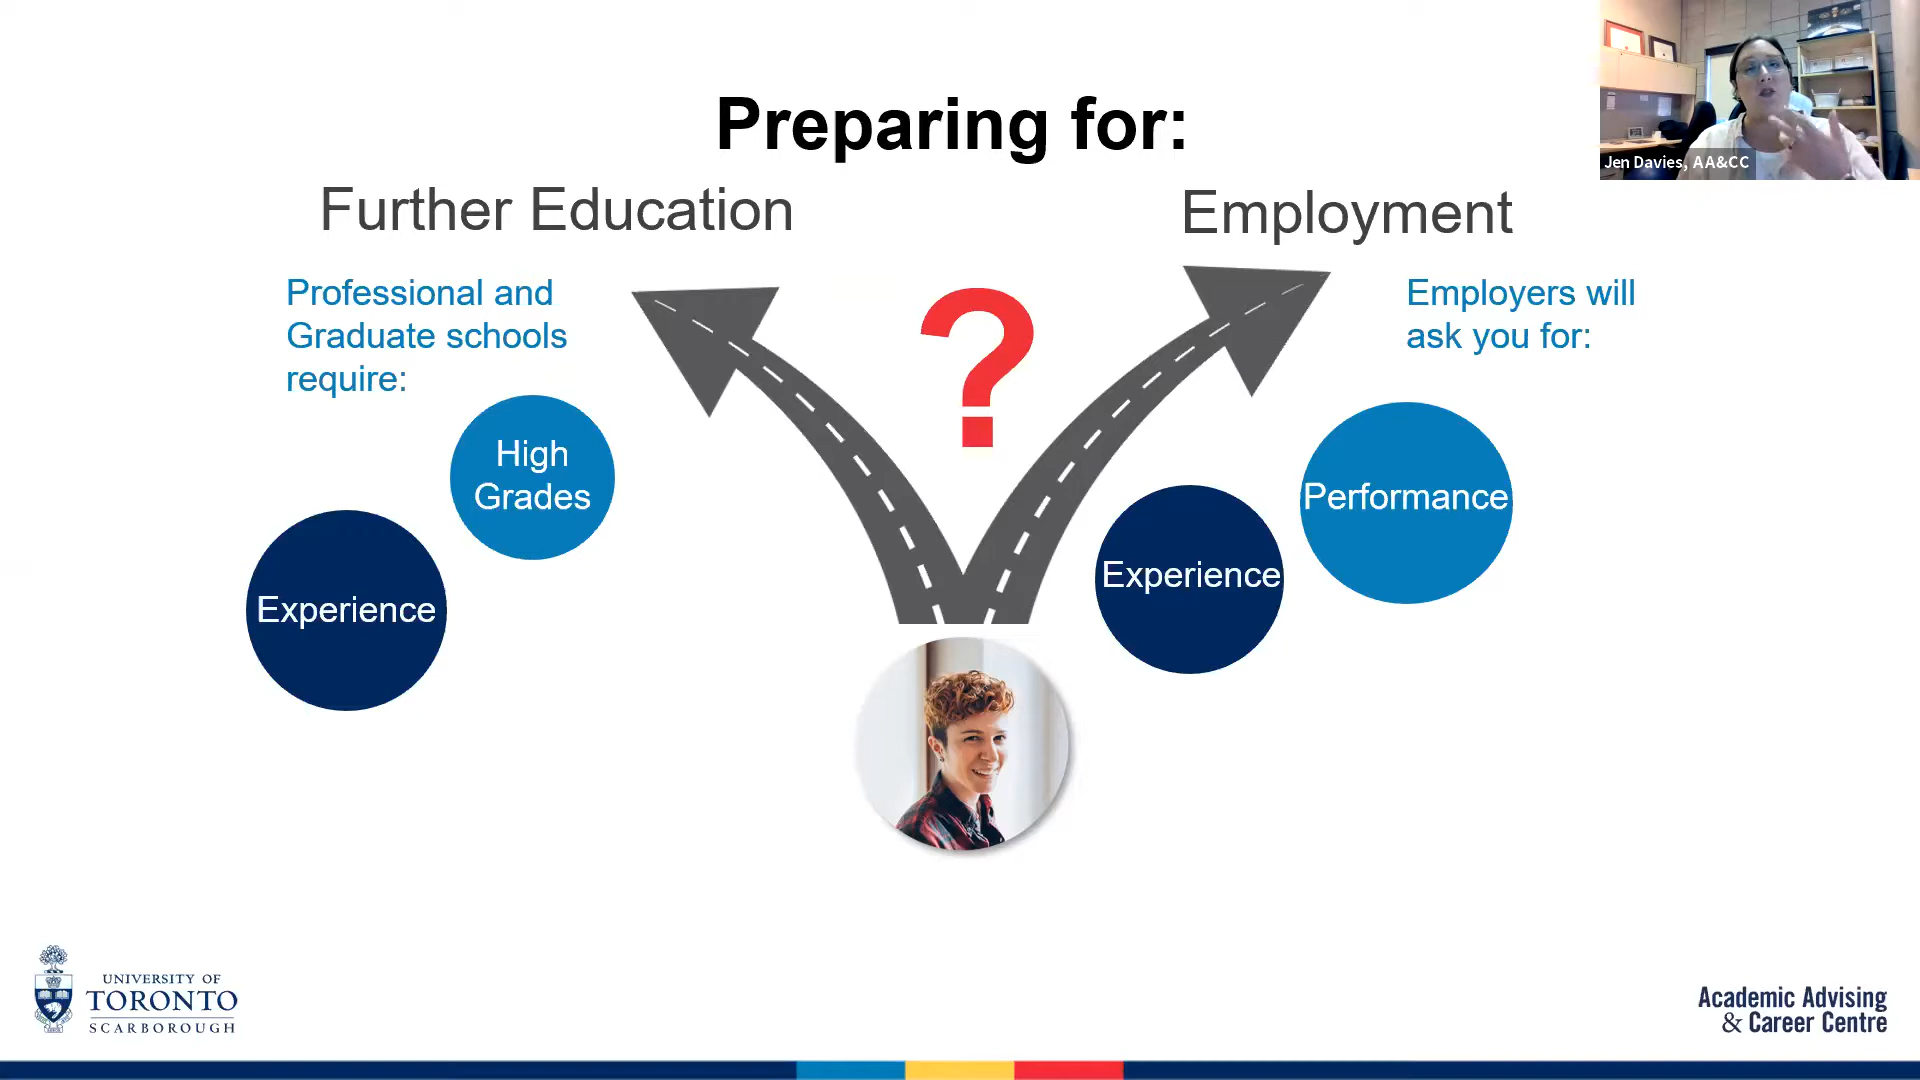 Preparing for:
Further Education
Employment
Professional and
Graduate schools
require:
High
Grades
Experience
?
Employers will
ask you for:
Performance
Experience
Jen Davies, AA&CC
UNIVERSITY OF
TORONTO
SCARBOROUGH
Academic Advising
& Career Centre